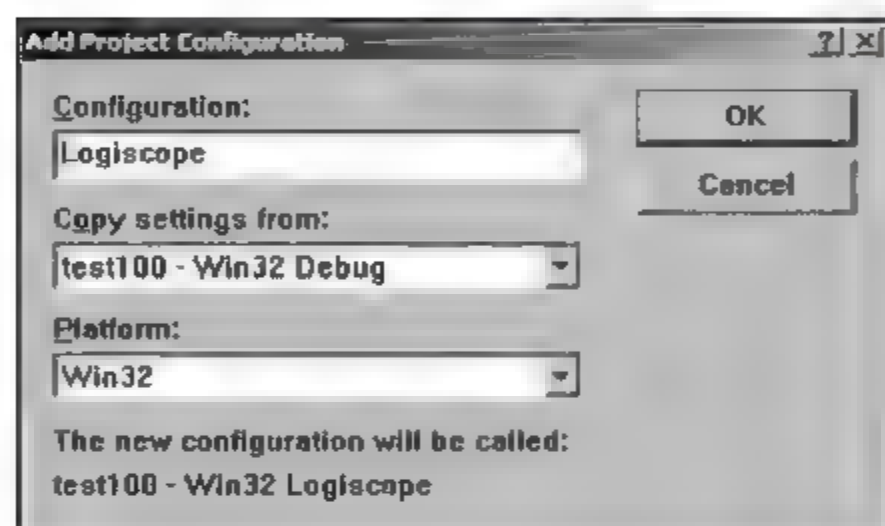 Add Project Configuration
Configuration:
OK
Logiscope
Cancel
Copy settings from:
test100 - Win32 Debug
Platform:
Win32
The new configuration will be called:
test100 - Win32 Logiscope